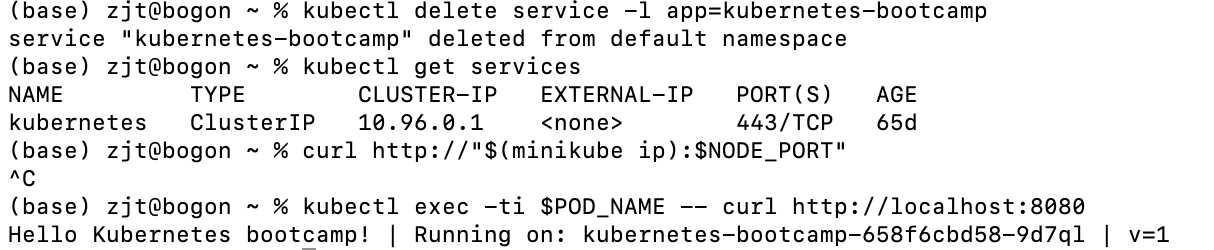 (base) zjt@bogon ~ % kubectl delete service -l app=kubernetes-bootcamp
service "kubernetes-bootcamp" deleted from default namespace
(base) zjt@bogon ~ % kubectl get services
NAME         TYPE        CLUSTER-IP   EXTERNAL-IP   PORT(S)   AGE
kubernetes   ClusterIP   10.96.0.1    <none>        443/TCP   65d
(base) zjt@bogon ~ % curl http://"$(minikube ip):$NODE_PORT"
^C
(base) zjt@bogon ~ % kubectl exec -ti $POD_NAME -- curl http://localhost:8080
Hello Kubernetes bootcamp! | Running on: kubernetes-bootcamp-658f6cbd58-9d7ql | v=1